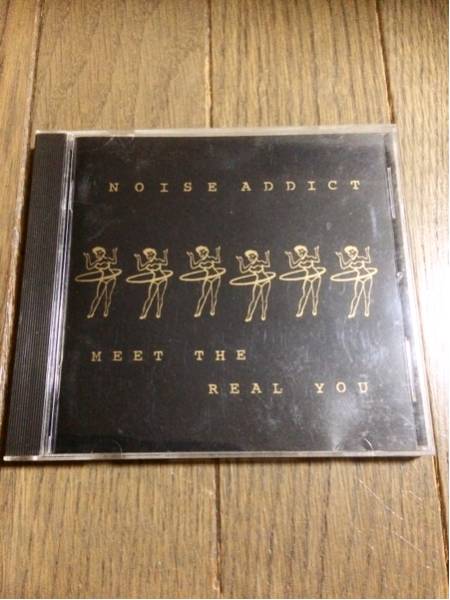 NOISE ADDICT
MEET THE
REAL YOU